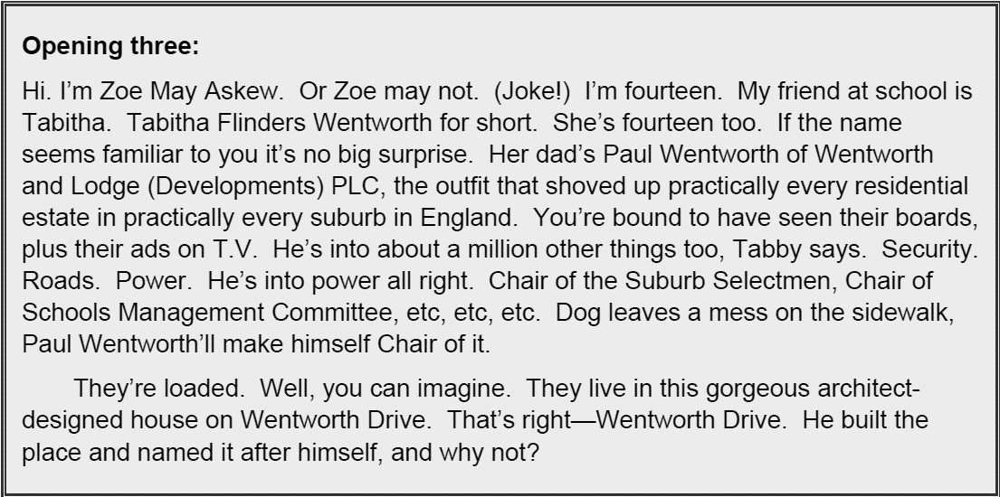 Opening three:
Hi. I’m Zoe May Askew.  Or Zoe may not.  (Joke!)  I’m fourteen.  My friend at school is
Tabitha.  Tabitha Flinders Wentworth for short.  She’s fourteen too.  If the name
seems familiar to you it’s no big surprise.  Her dad’s Paul Wentworth of Wentworth
and Lodge (Developments) PLC, the outfit that shoved up practically every residential
estate in practically every suburb in England.  You’re bound to have seen their boards,
plus their ads on T.V.  He’s into about a million other things too, Tabby says.  Security.
Roads.  Power.  He’s into power all right.  Chair of the Suburb Selectmen, Chair of
Schools Management Committee, etc, etc, etc.  Dog leaves a mess on the sidewalk,
Paul Wentworth’ll make himself Chair of it.
They’re loaded.  Well, you can imagine.  They live in this gorgeous architect-
designed house on Wentworth Drive.  That’s right—Wentworth Drive.  He built the
place and named it after himself, and why not?